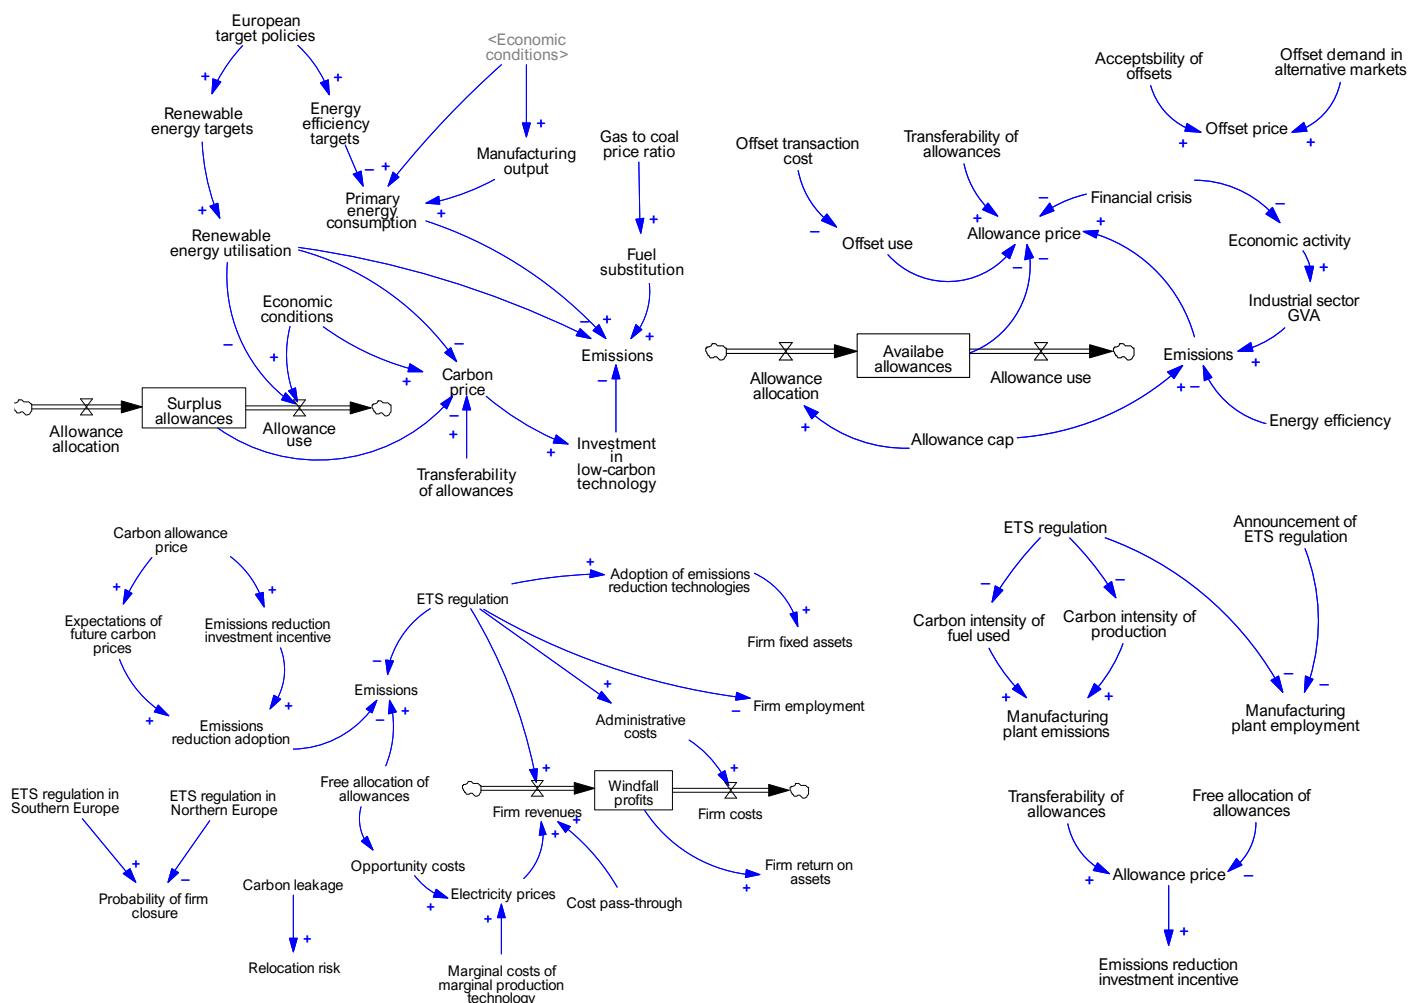 European
target policies
<Economic
conditions>
Renewable
energy targets
Energy
efficiency
targets
Manufacturing
output
Gas to coal
price ratio
Primary
energy
consumption
Renewable
energy utilisation
Fuel
substitution
Economic
conditions
Emissions
Carbon
price
Surplus
allowances
Allowance
allocation
Allowance
use
Investment
in
low-carbon
technology
Transferability
of allowances
Acceptsbility of
offsets
Offset demand in
alternative markets
Offset price
Offset transaction
cost
Transferability of
allowances
Financial crisis
Offset use
Allowance price
Economic activity
Industrial sector
GVA
Availabe
allowances
Emissions
Allowance
allocation
Allowance use
Allowance cap
Energy efficiency
Carbon allowance
price
Expectations of
future carbon
prices
Emissions reduction
investment incentive
Emissions
reduction adoption
ETS regulation
Adoption of emissions
reduction technologies
Firm fixed assets
Emissions
Firm employment
Administrative
costs
Free allocation of
allowances
Windfall
profits
Firm revenues
Firm costs
Opportunity costs
Electricity prices
Cost pass-through
Firm return on
assets
Marginal costs of
marginal production
technology
ETS regulation in
Southern Europe
ETS regulation in
Northern Europe
Probability of firm
closure
Carbon leakage
Relocation risk
ETS regulation
Announcement of
ETS regulation
Carbon intensity of
fuel used
Carbon intensity of
production
Manufacturing
plant emissions
Manufacturing
plant employment
Transferability of
allowances
Free allocation of
allowances
Allowance price
Emissions reduction
investment incentive